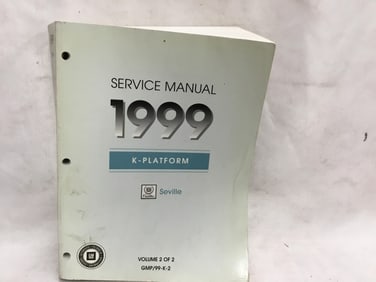 SERVICE MANUAL
1999
K-PLATFORM
Seville
VOLUME 2 OF 2
GMP/99-K-2